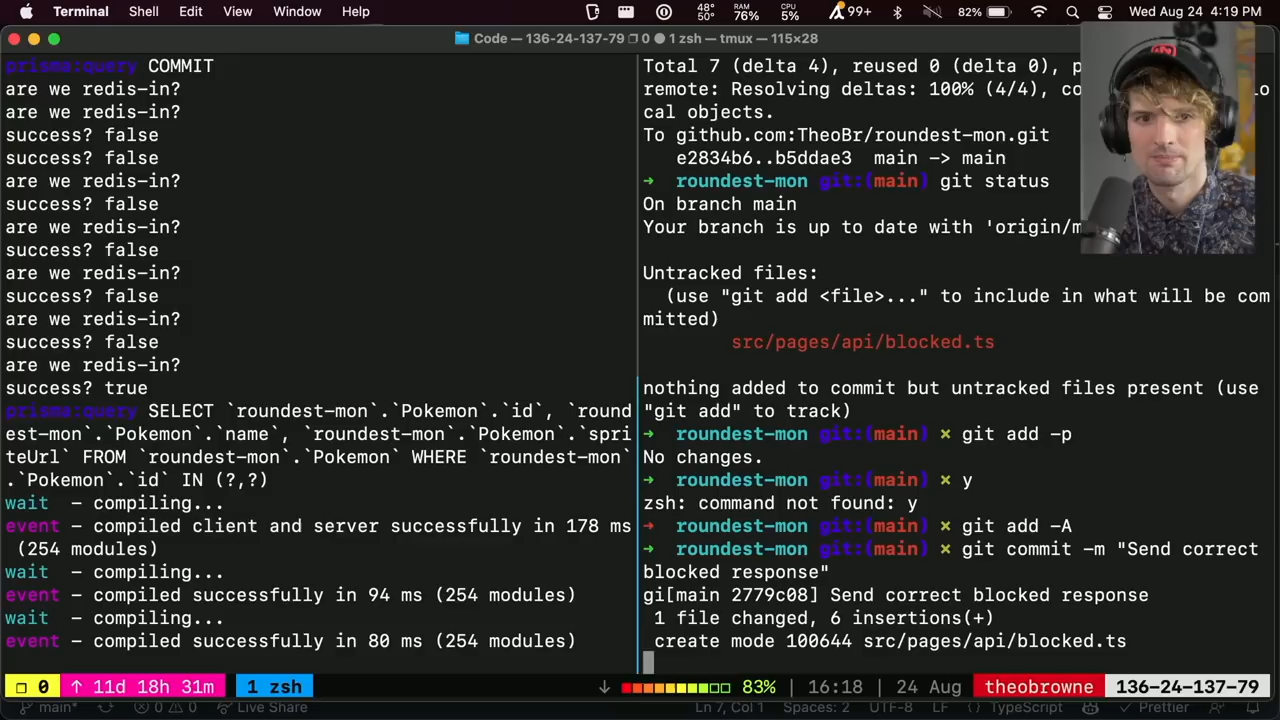 Terminal Shell Edit View Window Help 48° 50° RAM 76% CPU 5% 99+ 82% Wed Aug 24 4:19 PM
Code — 136-24-137-79 0 1 zsh — tmux — 115×28
prisma:query COMMIT
are we redis-in?
are we redis-in?
success? false
success? false
are we redis-in?
success? false
are we redis-in?
success? false
are we redis-in?
success? false
are we redis-in?
success? false
are we redis-in?
success? true
prisma:query SELECT `roundest-mon`.`Pokemon`.`id`, `round
est-mon`.`Pokemon`.`name`, `roundest-mon`.`Pokemon`.`spri
teUrl` FROM `roundest-mon`.`Pokemon` WHERE `roundest-mon`
.`Pokemon`.`id` IN (?,?)
wait  - compiling...
event - compiled client and server successfully in 178 ms
 (254 modules)
wait  - compiling...
event - compiled successfully in 94 ms (254 modules)
wait  - compiling...
event - compiled successfully in 80 ms (254 modules)
Total 7 (delta 4), reused 0 (delta 0), p
remote: Resolving deltas: 100% (4/4), co lo
cal objects.
To github.com:TheoBr/roundest-mon.git
   e2834b6..b5ddae3  main -> main
➜  roundest-mon git:(main) git status
On branch main
Your branch is up to date with 'origin/m
Untracked files:
  (use "git add <file>..." to include in what will be com
mitted)
        src/pages/api/blocked.ts
nothing added to commit but untracked files present (use
"git add" to track)
➜  roundest-mon git:(main) × git add -p
No changes.
➜  roundest-mon git:(main) × y
zsh: command not found: y
➜  roundest-mon git:(main) × git add -A
➜  roundest-mon git:(main) × git commit -m "Send correct
blocked response"
gi[main 2779c08] Send correct blocked response
 1 file changed, 6 insertions(+)
 create mode 100644 src/pages/api/blocked.ts
❐ 0 ↑ 11d 18h 31m 1 zsh ↓ 83% | 16:18 | 24 Aug theobrowne 136-24-137-79
main* 0 0 Live Share Ln 7, Col 1 Spaces: 2 UTF-8 LF TypeScript Prettier